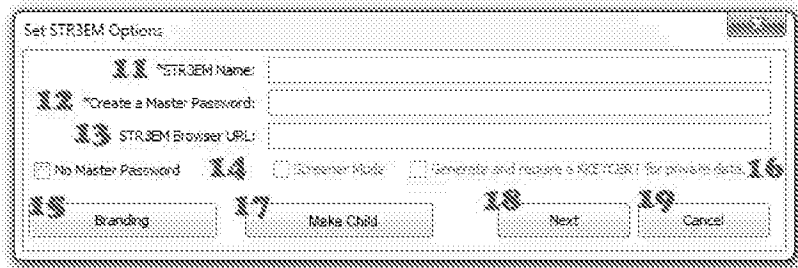 Set STR3EM Options
11 *STR3EM Name:
12 *Create a Master Password:
13 STR3EM Browser URL:
No Master Password 14 Screener Mode Generate and require a for private data. 16
15 Branding 17 Make Child 18 Next 19 Cancel